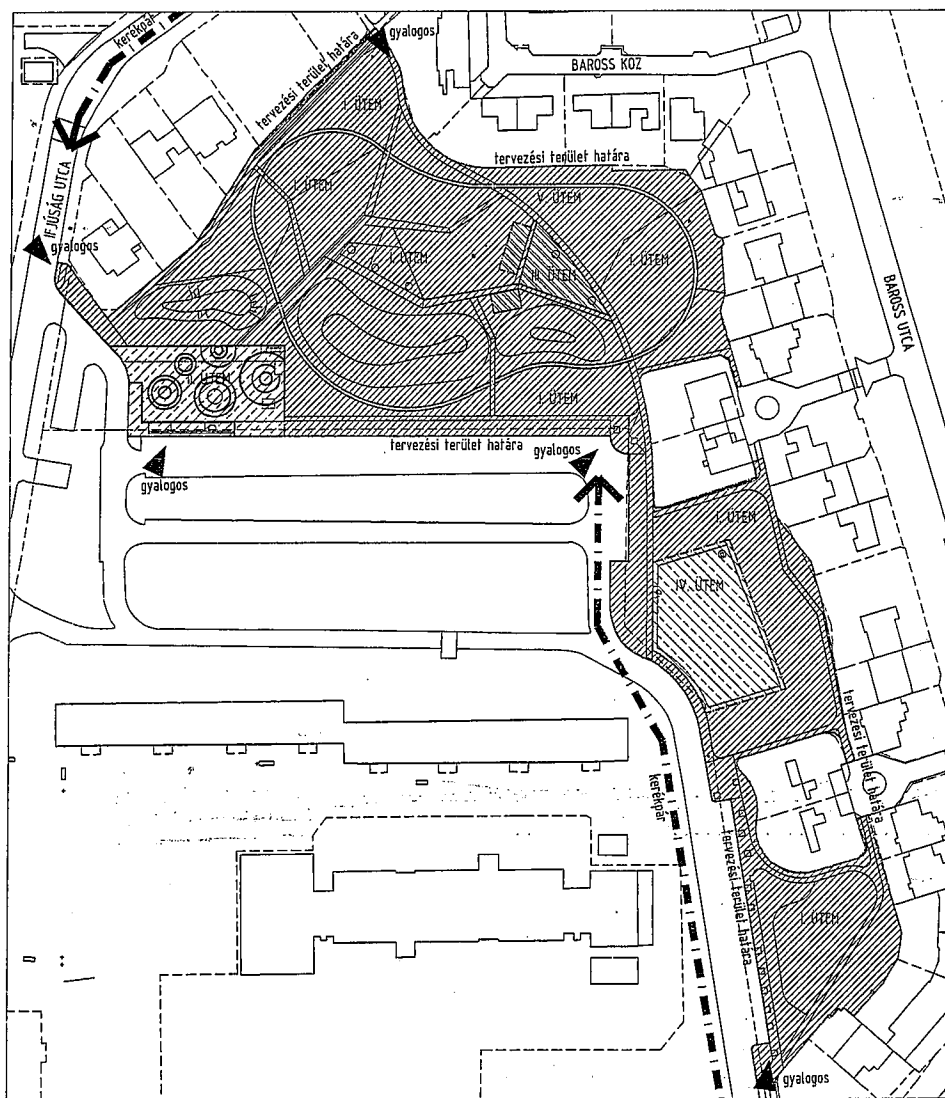 kerékpár
gyalogos
BAROSS KÖZ
tervezési terület határa
I. ÜTEM
tervezési terület határa
I. ÜTEM
V. ÜTEM
IFJÚSÁG UTCA
gyalogos
I. ÜTEM
III. ÜTEM
I. ÜTEM
BAROSS UTCA
II. ÜTEM
I. ÜTEM
tervezési terület határa
gyalogos
gyalogos
I. ÜTEM
IV. ÜTEM
tervezési terület határa
kerékpár
tervezési terület határa
I. ÜTEM
gyalogos